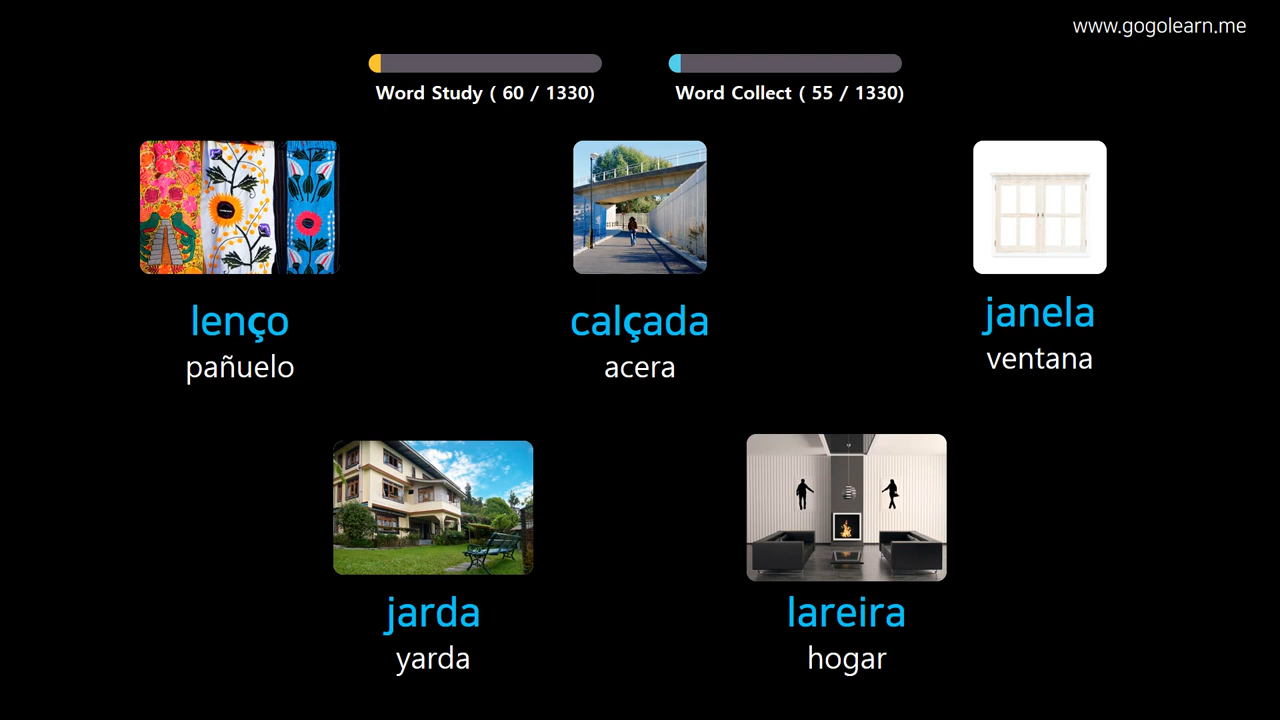 www.gogolearn.me
Word Study ( 60 / 1330)
Word Collect ( 55 / 1330)
lenço
pañuelo
calçada
acera
janela
ventana
jarda
yarda
lareira
hogar